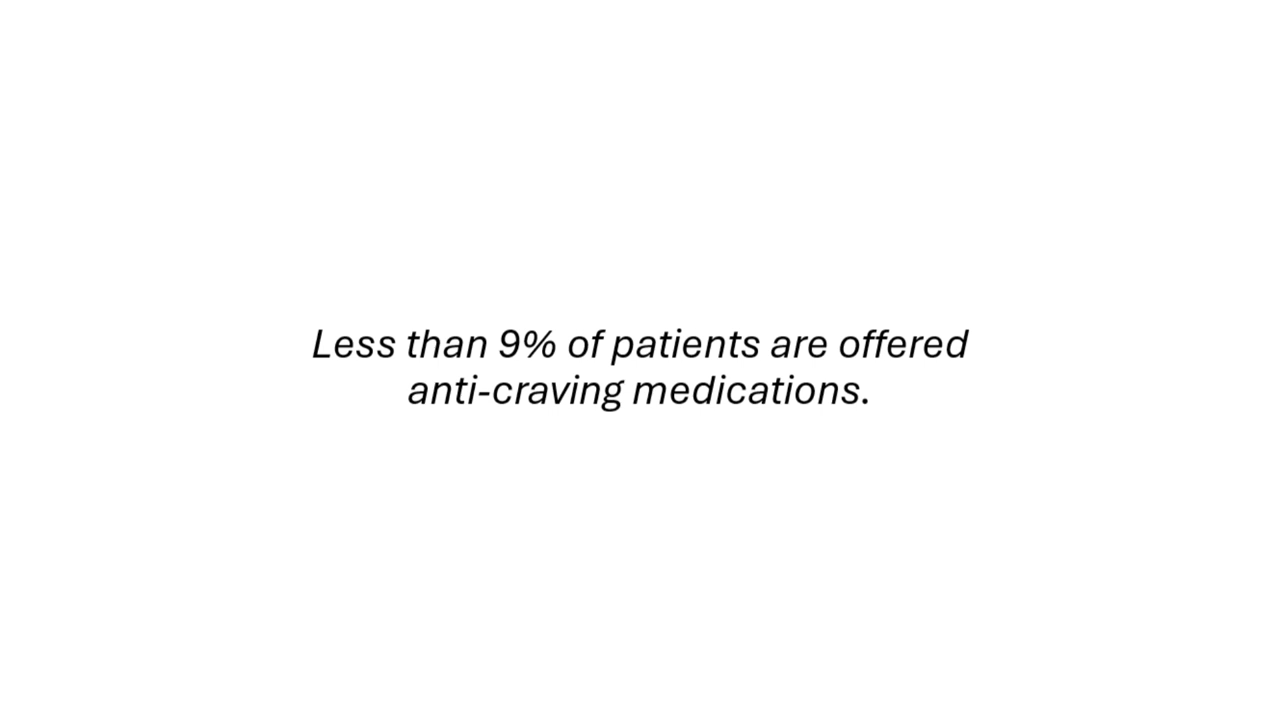 Less than 9% of patients are offered
anti-craving medications.